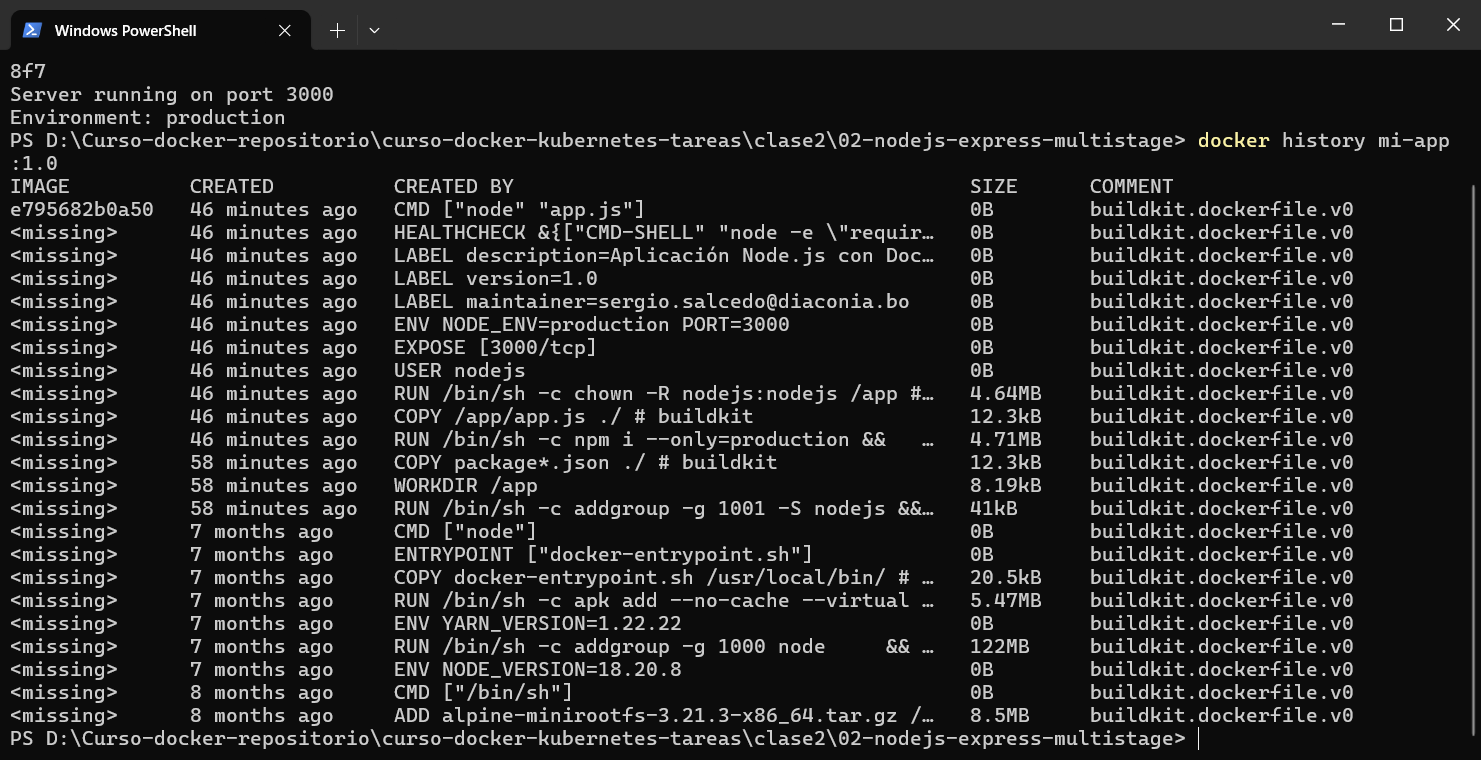 Windows PowerShell
8f7
Server running on port 3000
Environment: production
PS D:\Curso-docker-repositorio\curso-docker-kubernetes-tareas\clase2\02-nodejs-express-multistage> docker history mi-app
:1.0
IMAGE CREATED CREATED BY SIZE COMMENT
e795682b0a50 46 minutes ago CMD ["node" "app.js"] 0B buildkit.dockerfile.v0
<missing> 46 minutes ago HEALTHCHECK &{["CMD-SHELL" "node -e \"requir… 0B buildkit.dockerfile.v0
<missing> 46 minutes ago LABEL description=Aplicación Node.js con Doc… 0B buildkit.dockerfile.v0
<missing> 46 minutes ago LABEL version=1.0 0B buildkit.dockerfile.v0
<missing> 46 minutes ago LABEL maintainer=sergio.salcedo@diaconia.bo 0B buildkit.dockerfile.v0
<missing> 46 minutes ago ENV NODE_ENV=production PORT=3000 0B buildkit.dockerfile.v0
<missing> 46 minutes ago EXPOSE [3000/tcp] 0B buildkit.dockerfile.v0
<missing> 46 minutes ago USER nodejs 0B buildkit.dockerfile.v0
<missing> 46 minutes ago RUN /bin/sh -c chown -R nodejs:nodejs /app #… 4.64MB buildkit.dockerfile.v0
<missing> 46 minutes ago COPY /app/app.js ./ # buildkit 12.3kB buildkit.dockerfile.v0
<missing> 46 minutes ago RUN /bin/sh -c npm i --only=production && … 4.71MB buildkit.dockerfile.v0
<missing> 58 minutes ago COPY package*.json ./ # buildkit 12.3kB buildkit.dockerfile.v0
<missing> 58 minutes ago WORKDIR /app 8.19kB buildkit.dockerfile.v0
<missing> 58 minutes ago RUN /bin/sh -c addgroup -g 1001 -S nodejs &&… 41kB buildkit.dockerfile.v0
<missing> 7 months ago CMD ["node"] 0B buildkit.dockerfile.v0
<missing> 7 months ago ENTRYPOINT ["docker-entrypoint.sh"] 0B buildkit.dockerfile.v0
<missing> 7 months ago COPY docker-entrypoint.sh /usr/local/bin/ # … 20.5kB buildkit.dockerfile.v0
<missing> 7 months ago RUN /bin/sh -c apk add --no-cache --virtual … 5.47MB buildkit.dockerfile.v0
<missing> 7 months ago ENV YARN_VERSION=1.22.22 0B buildkit.dockerfile.v0
<missing> 7 months ago RUN /bin/sh -c addgroup -g 1000 node && … 122MB buildkit.dockerfile.v0
<missing> 7 months ago ENV NODE_VERSION=18.20.8 0B buildkit.dockerfile.v0
<missing> 8 months ago CMD ["/bin/sh"] 0B buildkit.dockerfile.v0
<missing> 8 months ago ADD alpine-minirootfs-3.21.3-x86_64.tar.gz /… 8.5MB buildkit.dockerfile.v0
PS D:\Curso-docker-repositorio\curso-docker-kubernetes-tareas\clase2\02-nodejs-express-multistage>